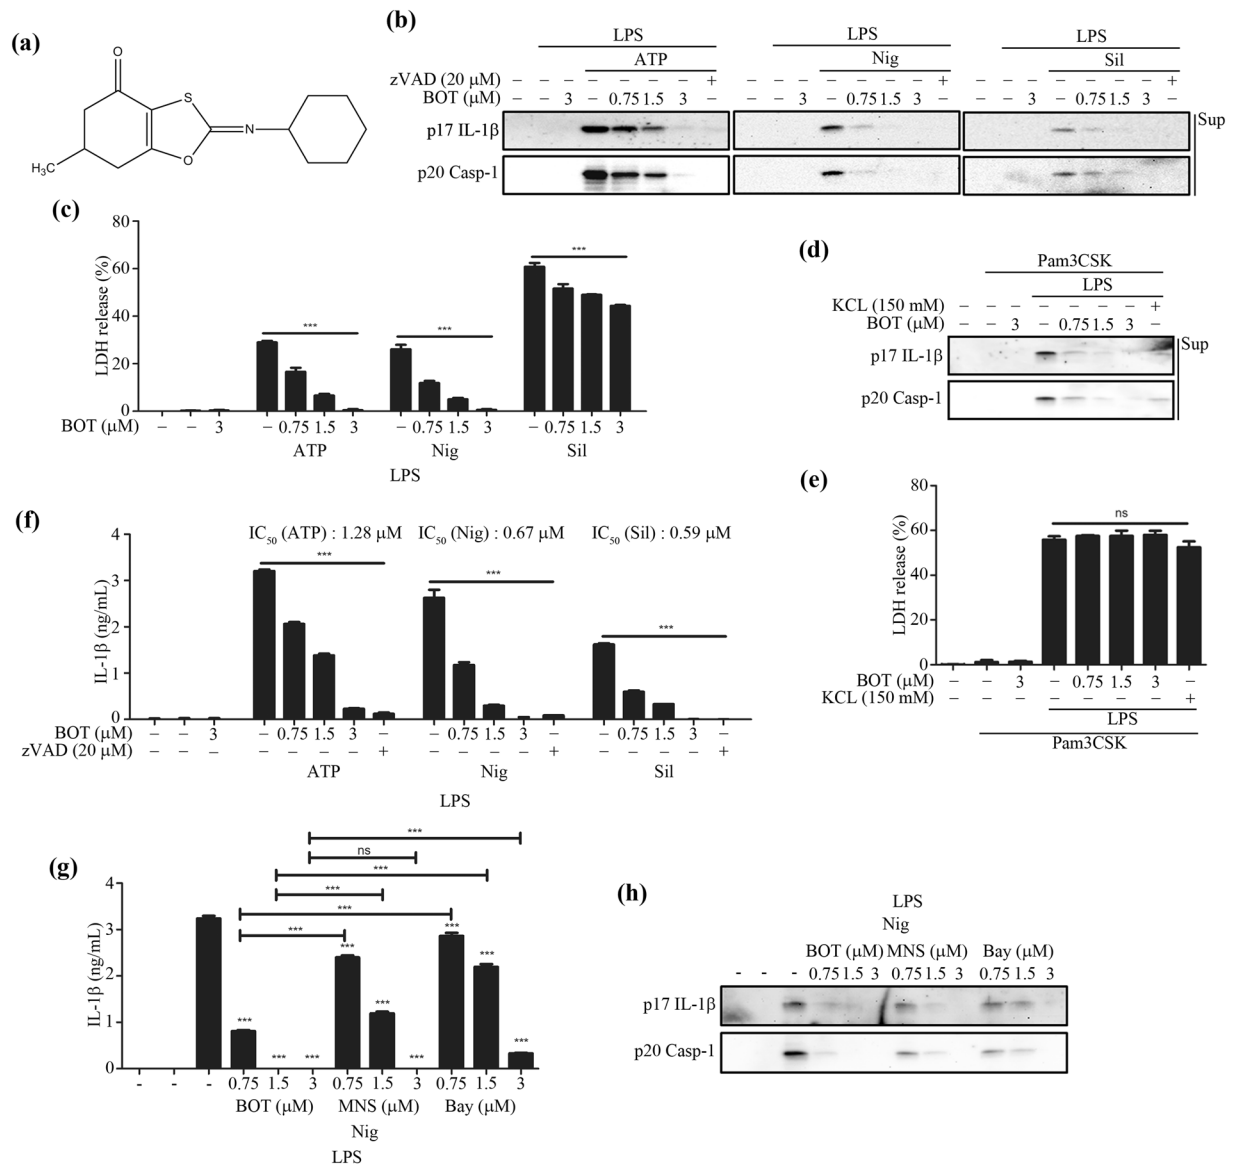 (a)
O
S
N
O
H₃C
(b)
LPS LPS LPS
ATP Nig Sil
zVAD (20 μM) – – – – – – – + – – – – – – – + – – – – – – – +
BOT (μM) – – 3 – 0.75 1.5 3 – – – 3 – 0.75 1.5 3 – – – 3 – 0.75 1.5 3 –
p17 IL-1β
p20 Casp-1
Sup
(c)
LDH release (%)
80
60
40
20
0
*** *** ***
BOT (μM) – – 3 – 0.75 1.5 3 – 0.75 1.5 3 – 0.75 1.5 3
ATP Nig Sil
LPS
(d)
Pam3CSK
LPS
KCL (150 mM) – – – – – – – +
BOT (μM) – – 3 – 0.75 1.5 3 –
p17 IL-1β
p20 Casp-1
Sup
(e)
LDH release (%)
80
60
40
20
0
ns
BOT (μM) – – 3 – 0.75 1.5 3 –
KCL (150 mM) – – – – – – – +
LPS
Pam3CSK
(f)
IC50 (ATP) : 1.28 μM IC50 (Nig) : 0.67 μM IC50 (Sil) : 0.59 μM
IL-1β (ng/mL)
4
3
2
1
0
*** *** ***
BOT (μM) – – 3 – 0.75 1.5 3 – – 0.75 1.5 3 – – 0.75 1.5 3 –
zVAD (20 μM) – – – – – – – + – – – – + – – – – +
ATP Nig Sil
LPS
(g)
***
ns
***
***
***
***
IL-1β (ng/mL)
4
3
2
1
0
*** *** *** *** *** *** *** *** ***
- - - 0.75 1.5 3 0.75 1.5 3 0.75 1.5 3
BOT (μM) MNS (μM) Bay (μM)
Nig
LPS
(h)
LPS
Nig
BOT (μM) MNS (μM) Bay (μM)
- - - 0.75 1.5 3 0.75 1.5 3 0.75 1.5 3
p17 IL-1β
p20 Casp-1